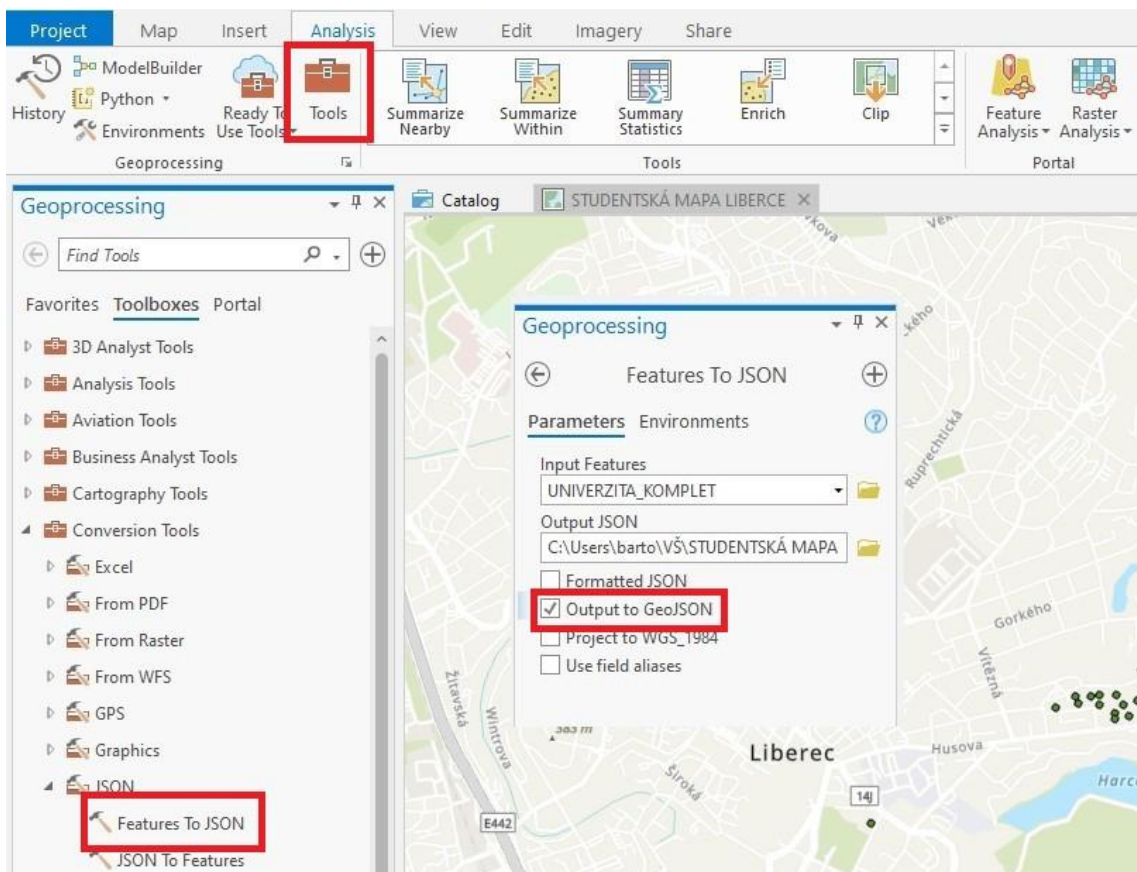 Project Map Insert Analysis View Edit Imagery Share
History
ModelBuilder
Python
Environments
Ready To
Use Tools
Tools
Summarize
Nearby
Summarize
Within
Summary
Statistics
Enrich
Clip
Feature
Analysis
Raster
Analysis
Geoprocessing
Tools
Portal
Geoprocessing
Find Tools
Favorites Toolboxes Portal
3D Analyst Tools
Analysis Tools
Aviation Tools
Business Analyst Tools
Cartography Tools
Conversion Tools
Excel
From PDF
From Raster
From WFS
GPS
Graphics
JSON
Features To JSON
JSON To Features
Catalog
STUDENTSKÁ MAPA LIBERCE
Geoprocessing
Features To JSON
Parameters Environments
Input Features
UNIVERZITA_KOMPLET
Output JSON
C:\Users\barto\VŠ\STUDENTSKÁ MAPA
Formatted JSON
Output to GeoJSON
Project to WGS_1984
Use field aliases
Ruprechtická
Gorkého
Vítězná
Žitavská
Wintrova
383 m
Liberec
Husova
Široká
14J
E442